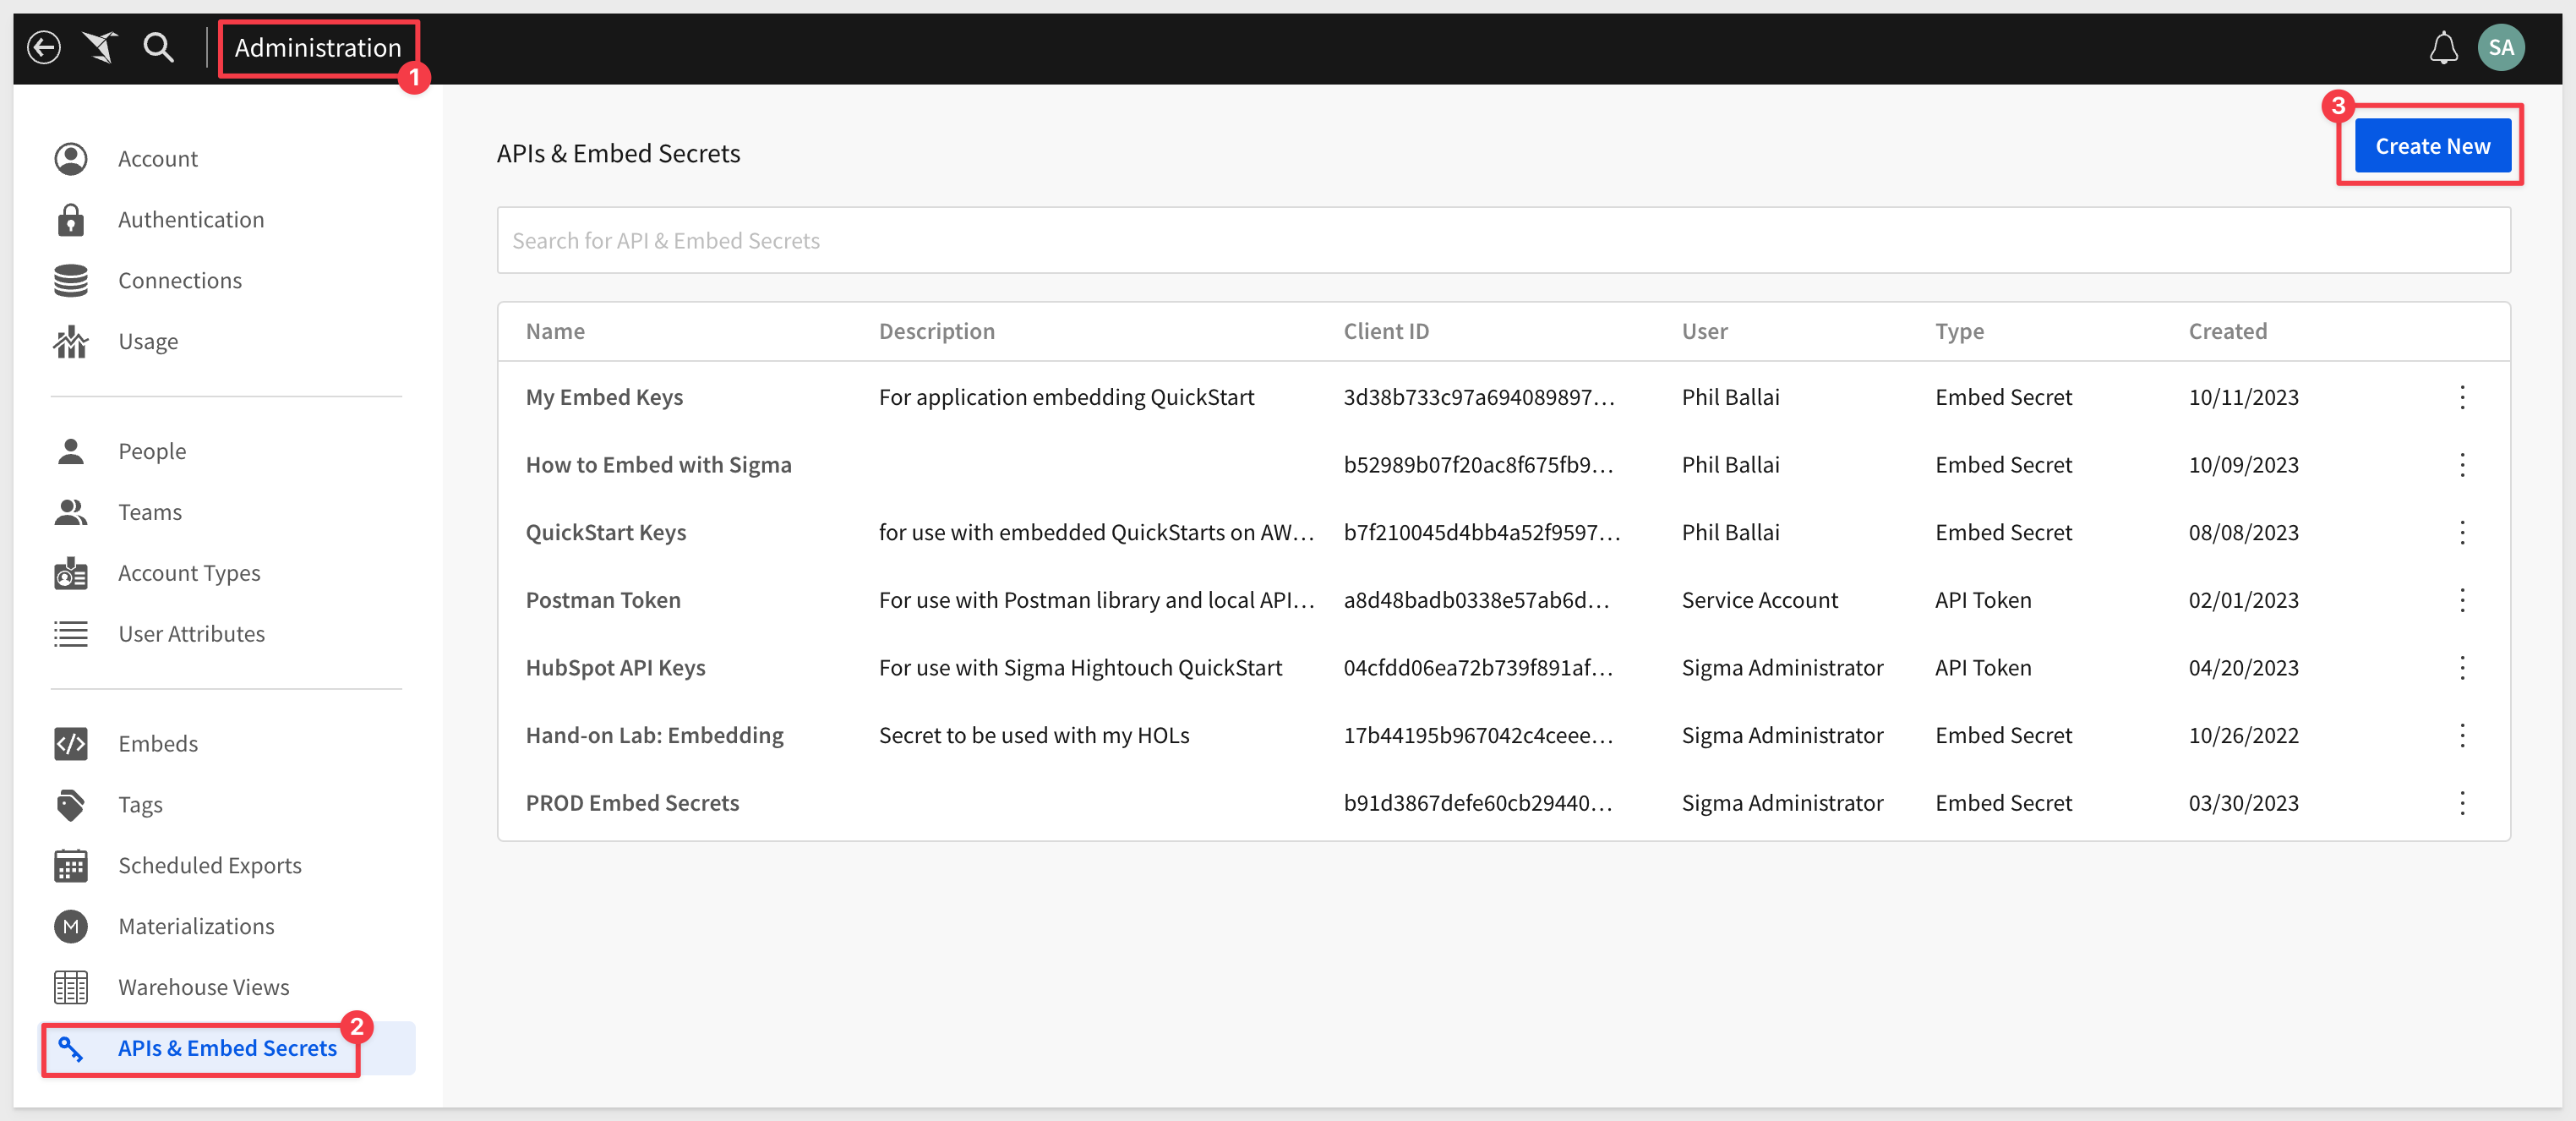 Administration
1
SA
3
Create New
APIs & Embed Secrets
Search for API & Embed Secrets
Account
Authentication
Connections
Usage
People
Teams
Account Types
User Attributes
Embeds
Tags
Scheduled Exports
M
Materializations
Warehouse Views
2
APIs & Embed Secrets
Name Description Client ID User Type Created
My Embed Keys For application embedding QuickStart 3d38b733c97a694089897... Phil Ballai Embed Secret 10/11/2023
How to Embed with Sigma b52989b07f20ac8f675fb9... Phil Ballai Embed Secret 10/09/2023
QuickStart Keys for use with embedded QuickStarts on AW... b7f210045d4bb4a52f9597... Phil Ballai Embed Secret 08/08/2023
Postman Token For use with Postman library and local API... a8d48badb0338e57ab6d... Service Account API Token 02/01/2023
HubSpot API Keys For use with Sigma Hightouch QuickStart 04cfdd06ea72b739f891af... Sigma Administrator API Token 04/20/2023
Hand-on Lab: Embedding Secret to be used with my HOLs 17b44195b967042c4ceee... Sigma Administrator Embed Secret 10/26/2022
PROD Embed Secrets b91d3867defe60cb29440... Sigma Administrator Embed Secret 03/30/2023